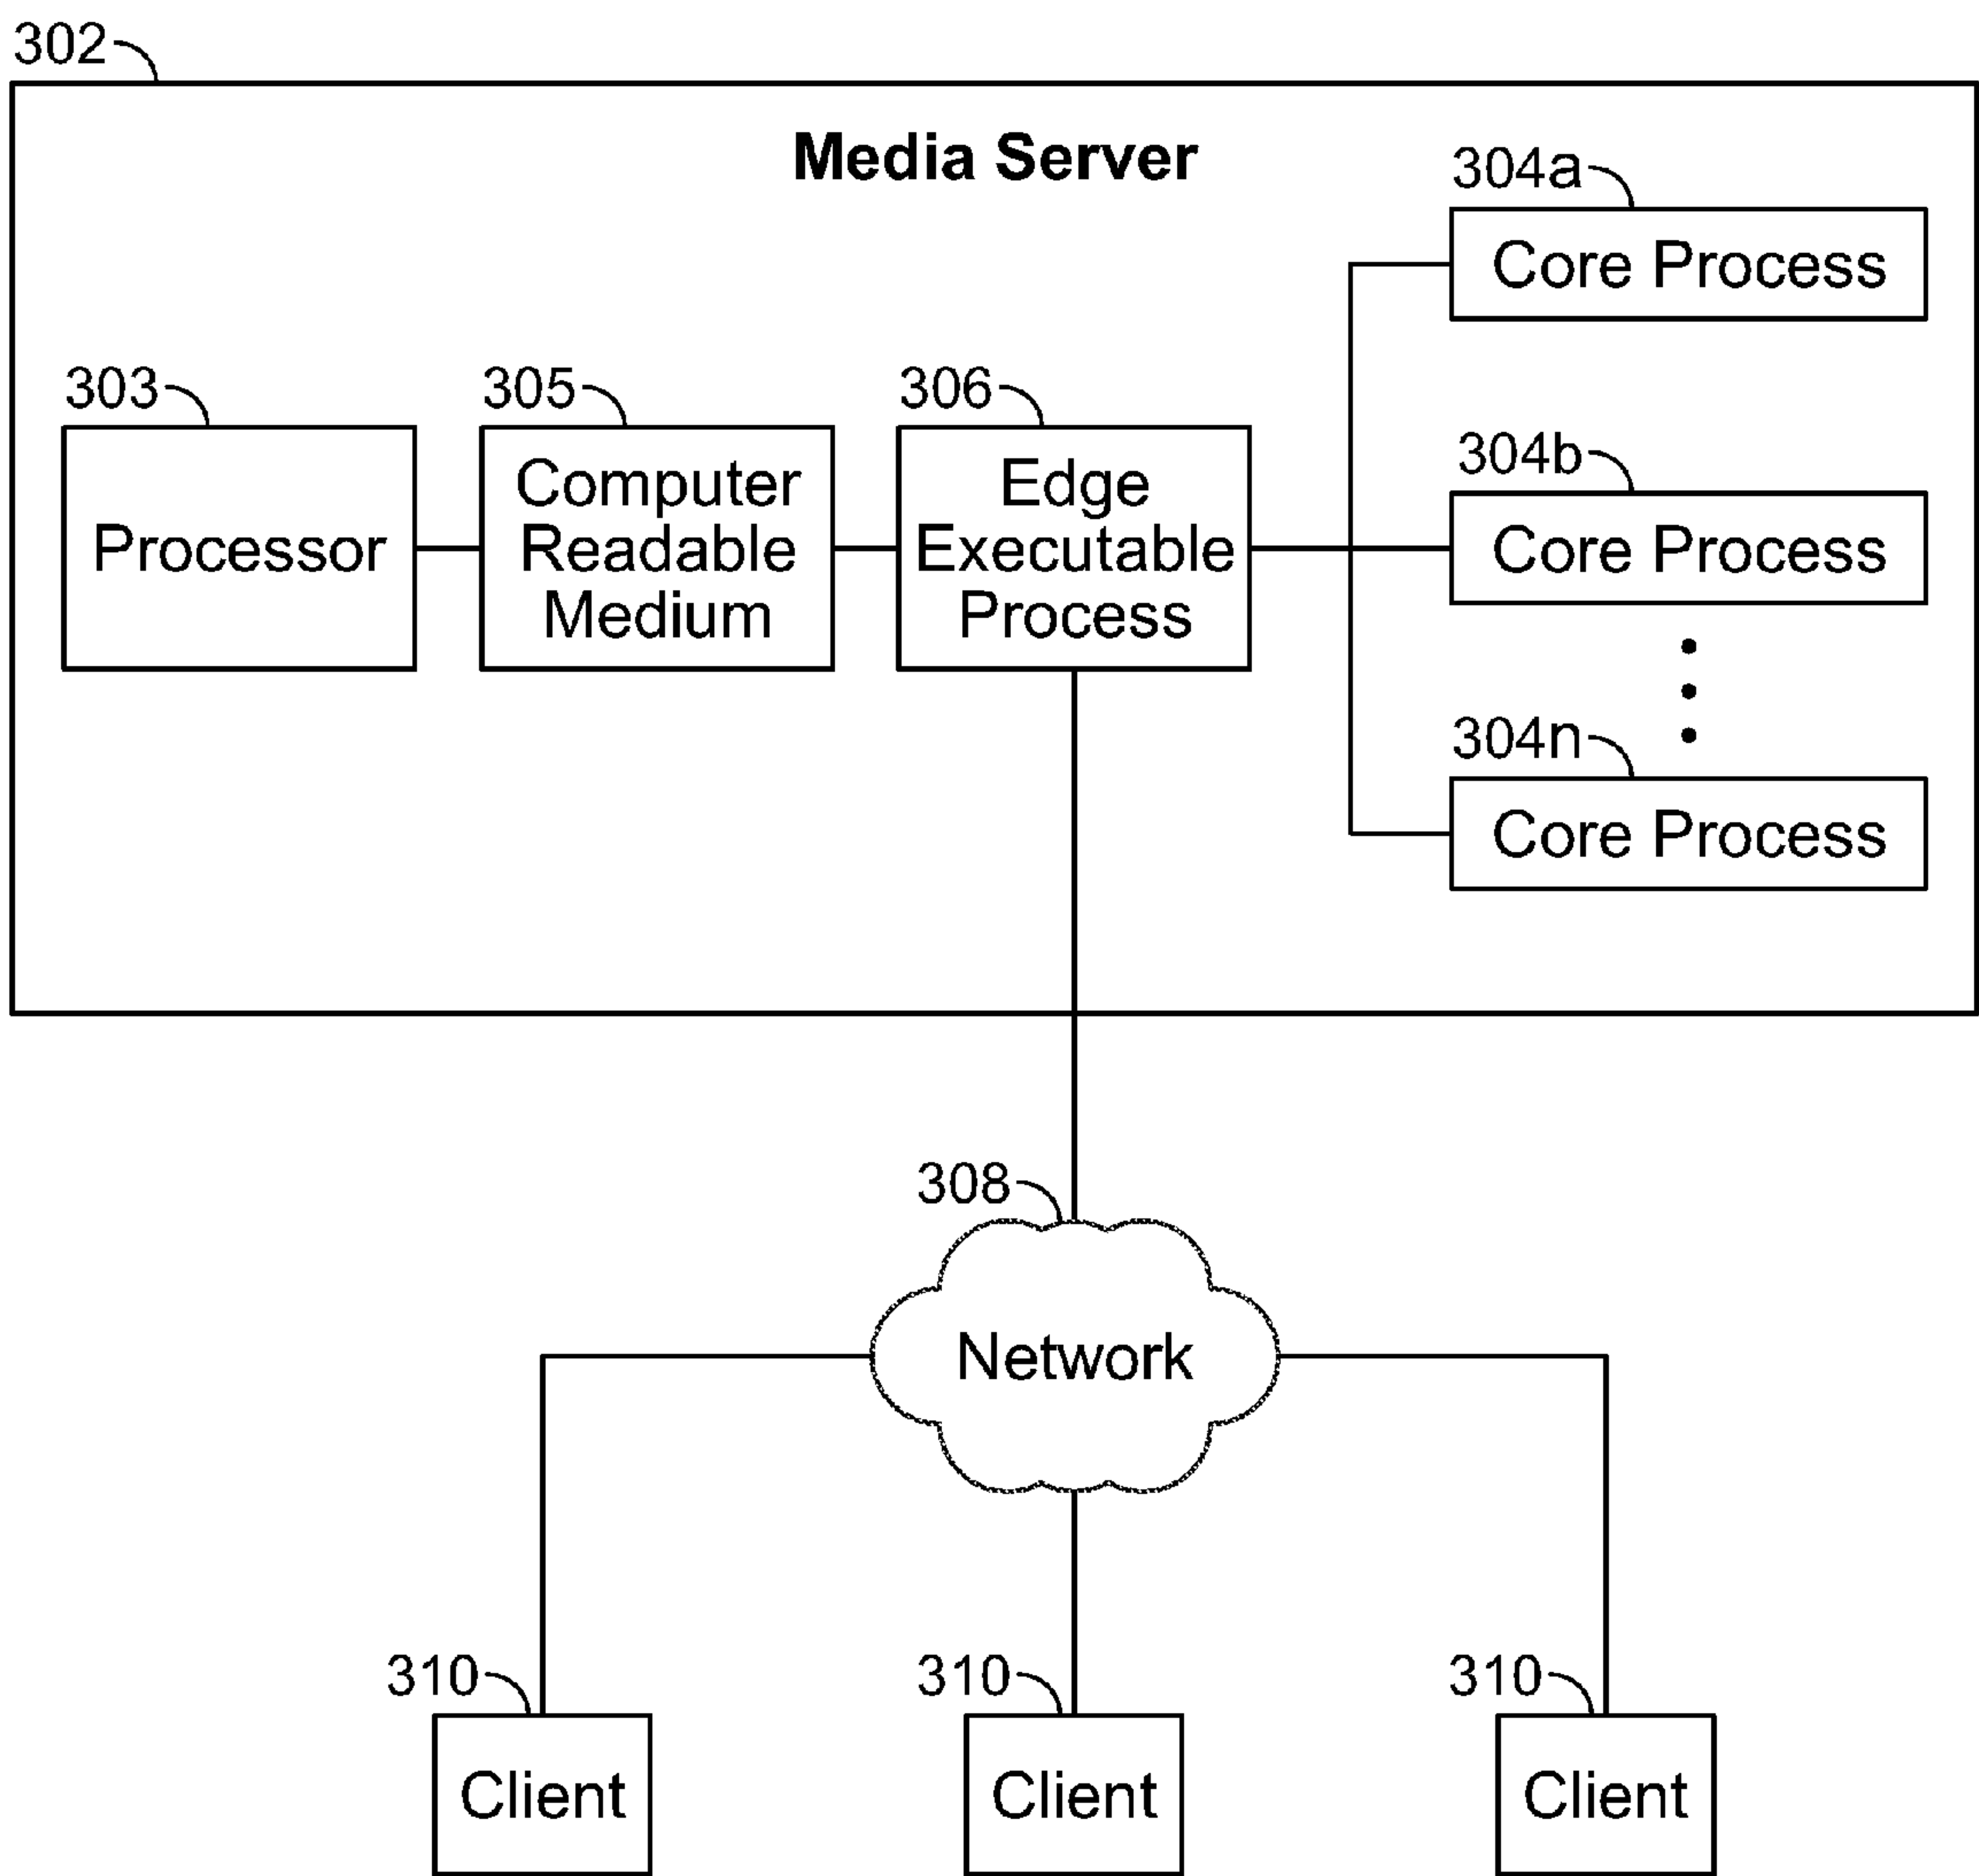 302
Media Server
304a
Core Process
303
305
306
Processor
Computer
Readable
Medium
Edge
Executable
Process
304b
Core Process
304n
Core Process
308
Network
310
310
310
Client
Client
Client